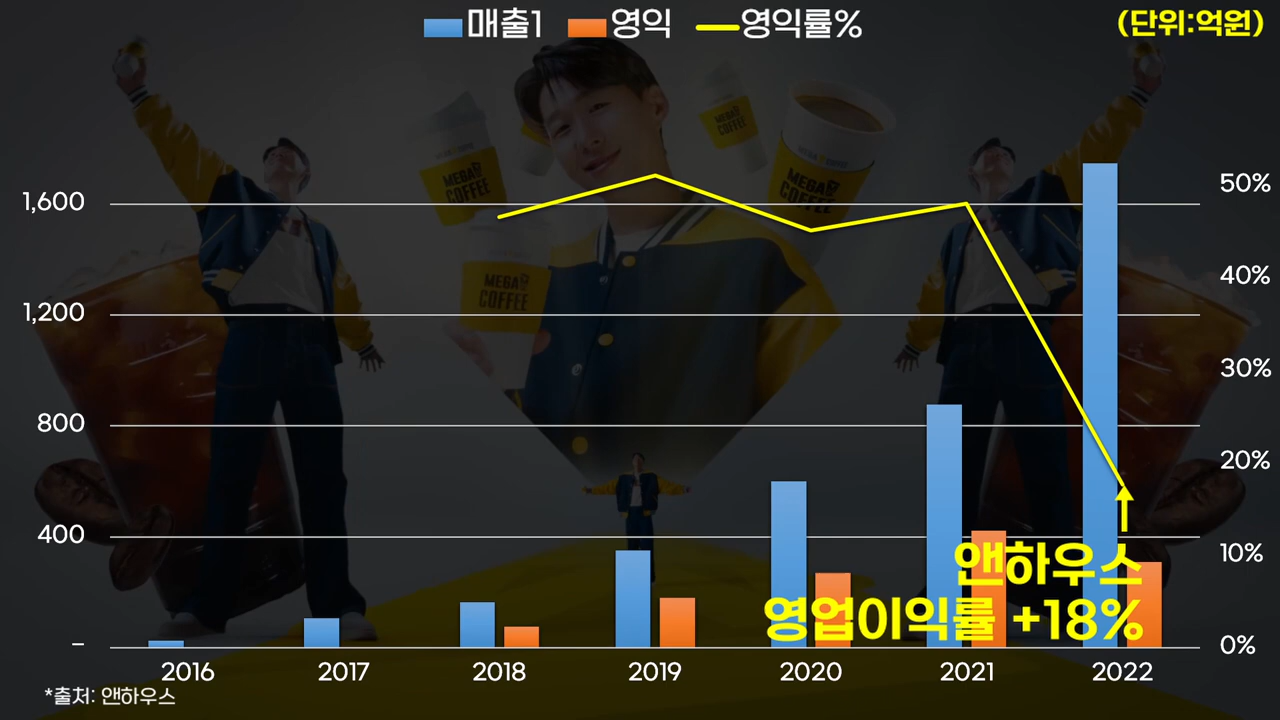 매출1 영익 영익률% (단위:억원)
MEGA COFFEE
MEGA COFFEE
MEGA COFFEE
MEGA COFFEE
50%
1,600
40%
1,200
30%
800
20%
400
10%
앤하우스
영업이익률 +18%
–
0%
2016 2017 2018 2019 2020 2021 2022
*출처: 앤하우스